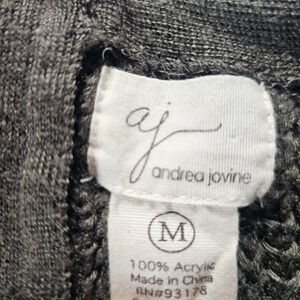 aj
andrea jovine
M
100% Acrylic
Made in China
RN#93178